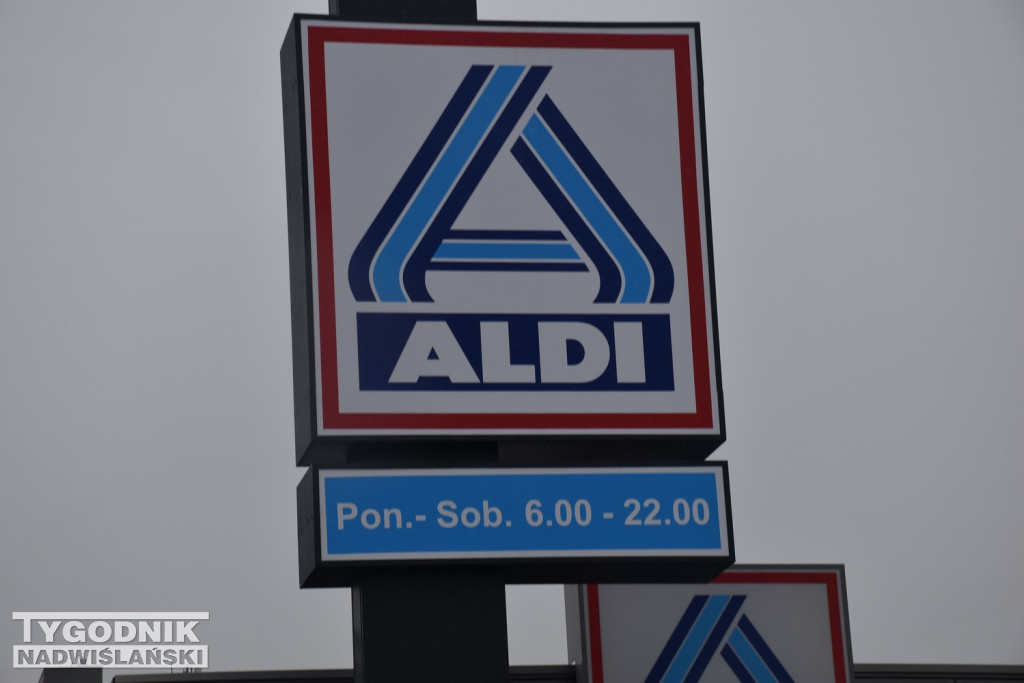 ALDI
Pon.- Sob. 6.00 - 22.00
TYGODNIK
NADWIŚLAŃSKI